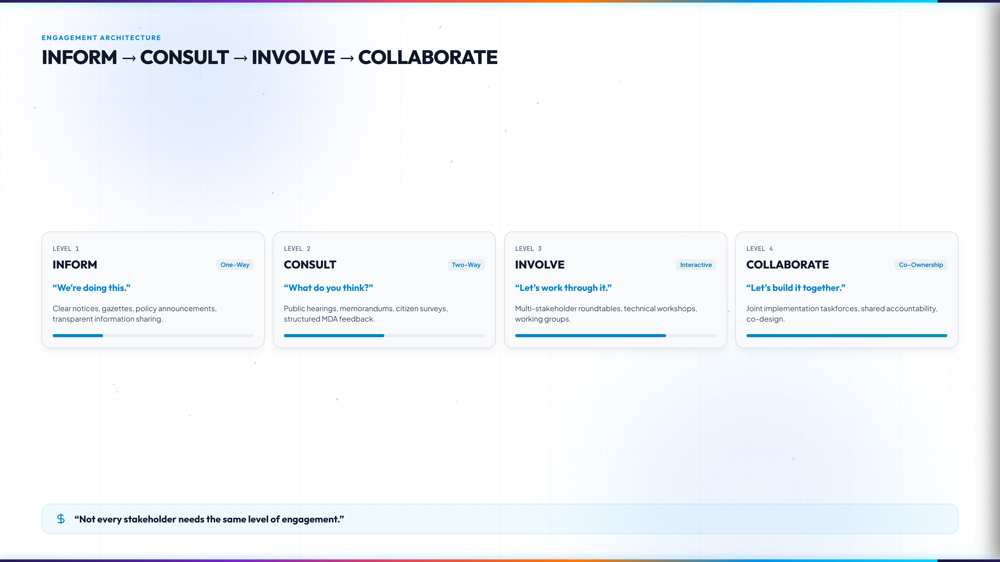 ENGAGEMENT ARCHITECTURE
INFORM → CONSULT → INVOLVE → COLLABORATE
LEVEL 1
INFORM
One-Way
“We’re doing this.”
Clear notices, gazettes, policy announcements,
transparent information sharing.
LEVEL 2
CONSULT
Two-Way
“What do you think?”
Public hearings, memorandums, citizen surveys,
structured MDA feedback.
LEVEL 3
INVOLVE
Interactive
“Let’s work through it.”
Multi-stakeholder roundtables, technical workshops,
working groups.
LEVEL 4
COLLABORATE
Co-Ownership
“Let’s build it together.”
Joint implementation taskforces, shared accountability,
co-design.
$ “Not every stakeholder needs the same level of engagement.”